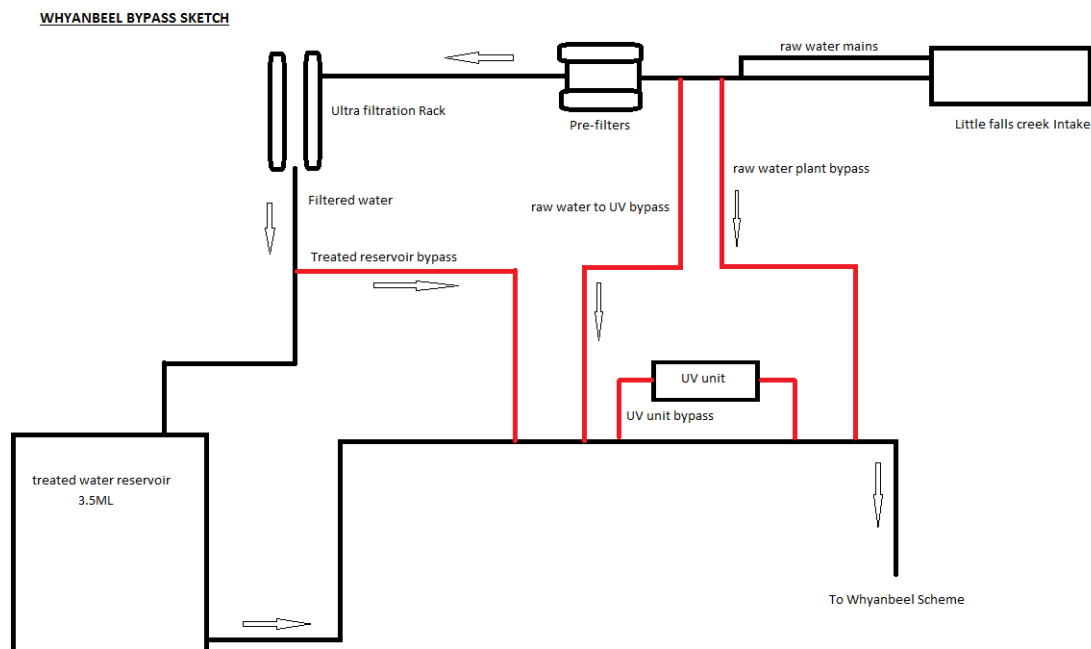 WHYANBEEL BYPASS SKETCH
raw water mains
Ultra filtration Rack
Pre-filters
Little falls creek Intake
raw water plant bypass
Filtered water
raw water to UV bypass
Treated reservoir bypass
UV unit
UV unit bypass
treated water reservoir
3.5ML
To Whyanbeel Scheme